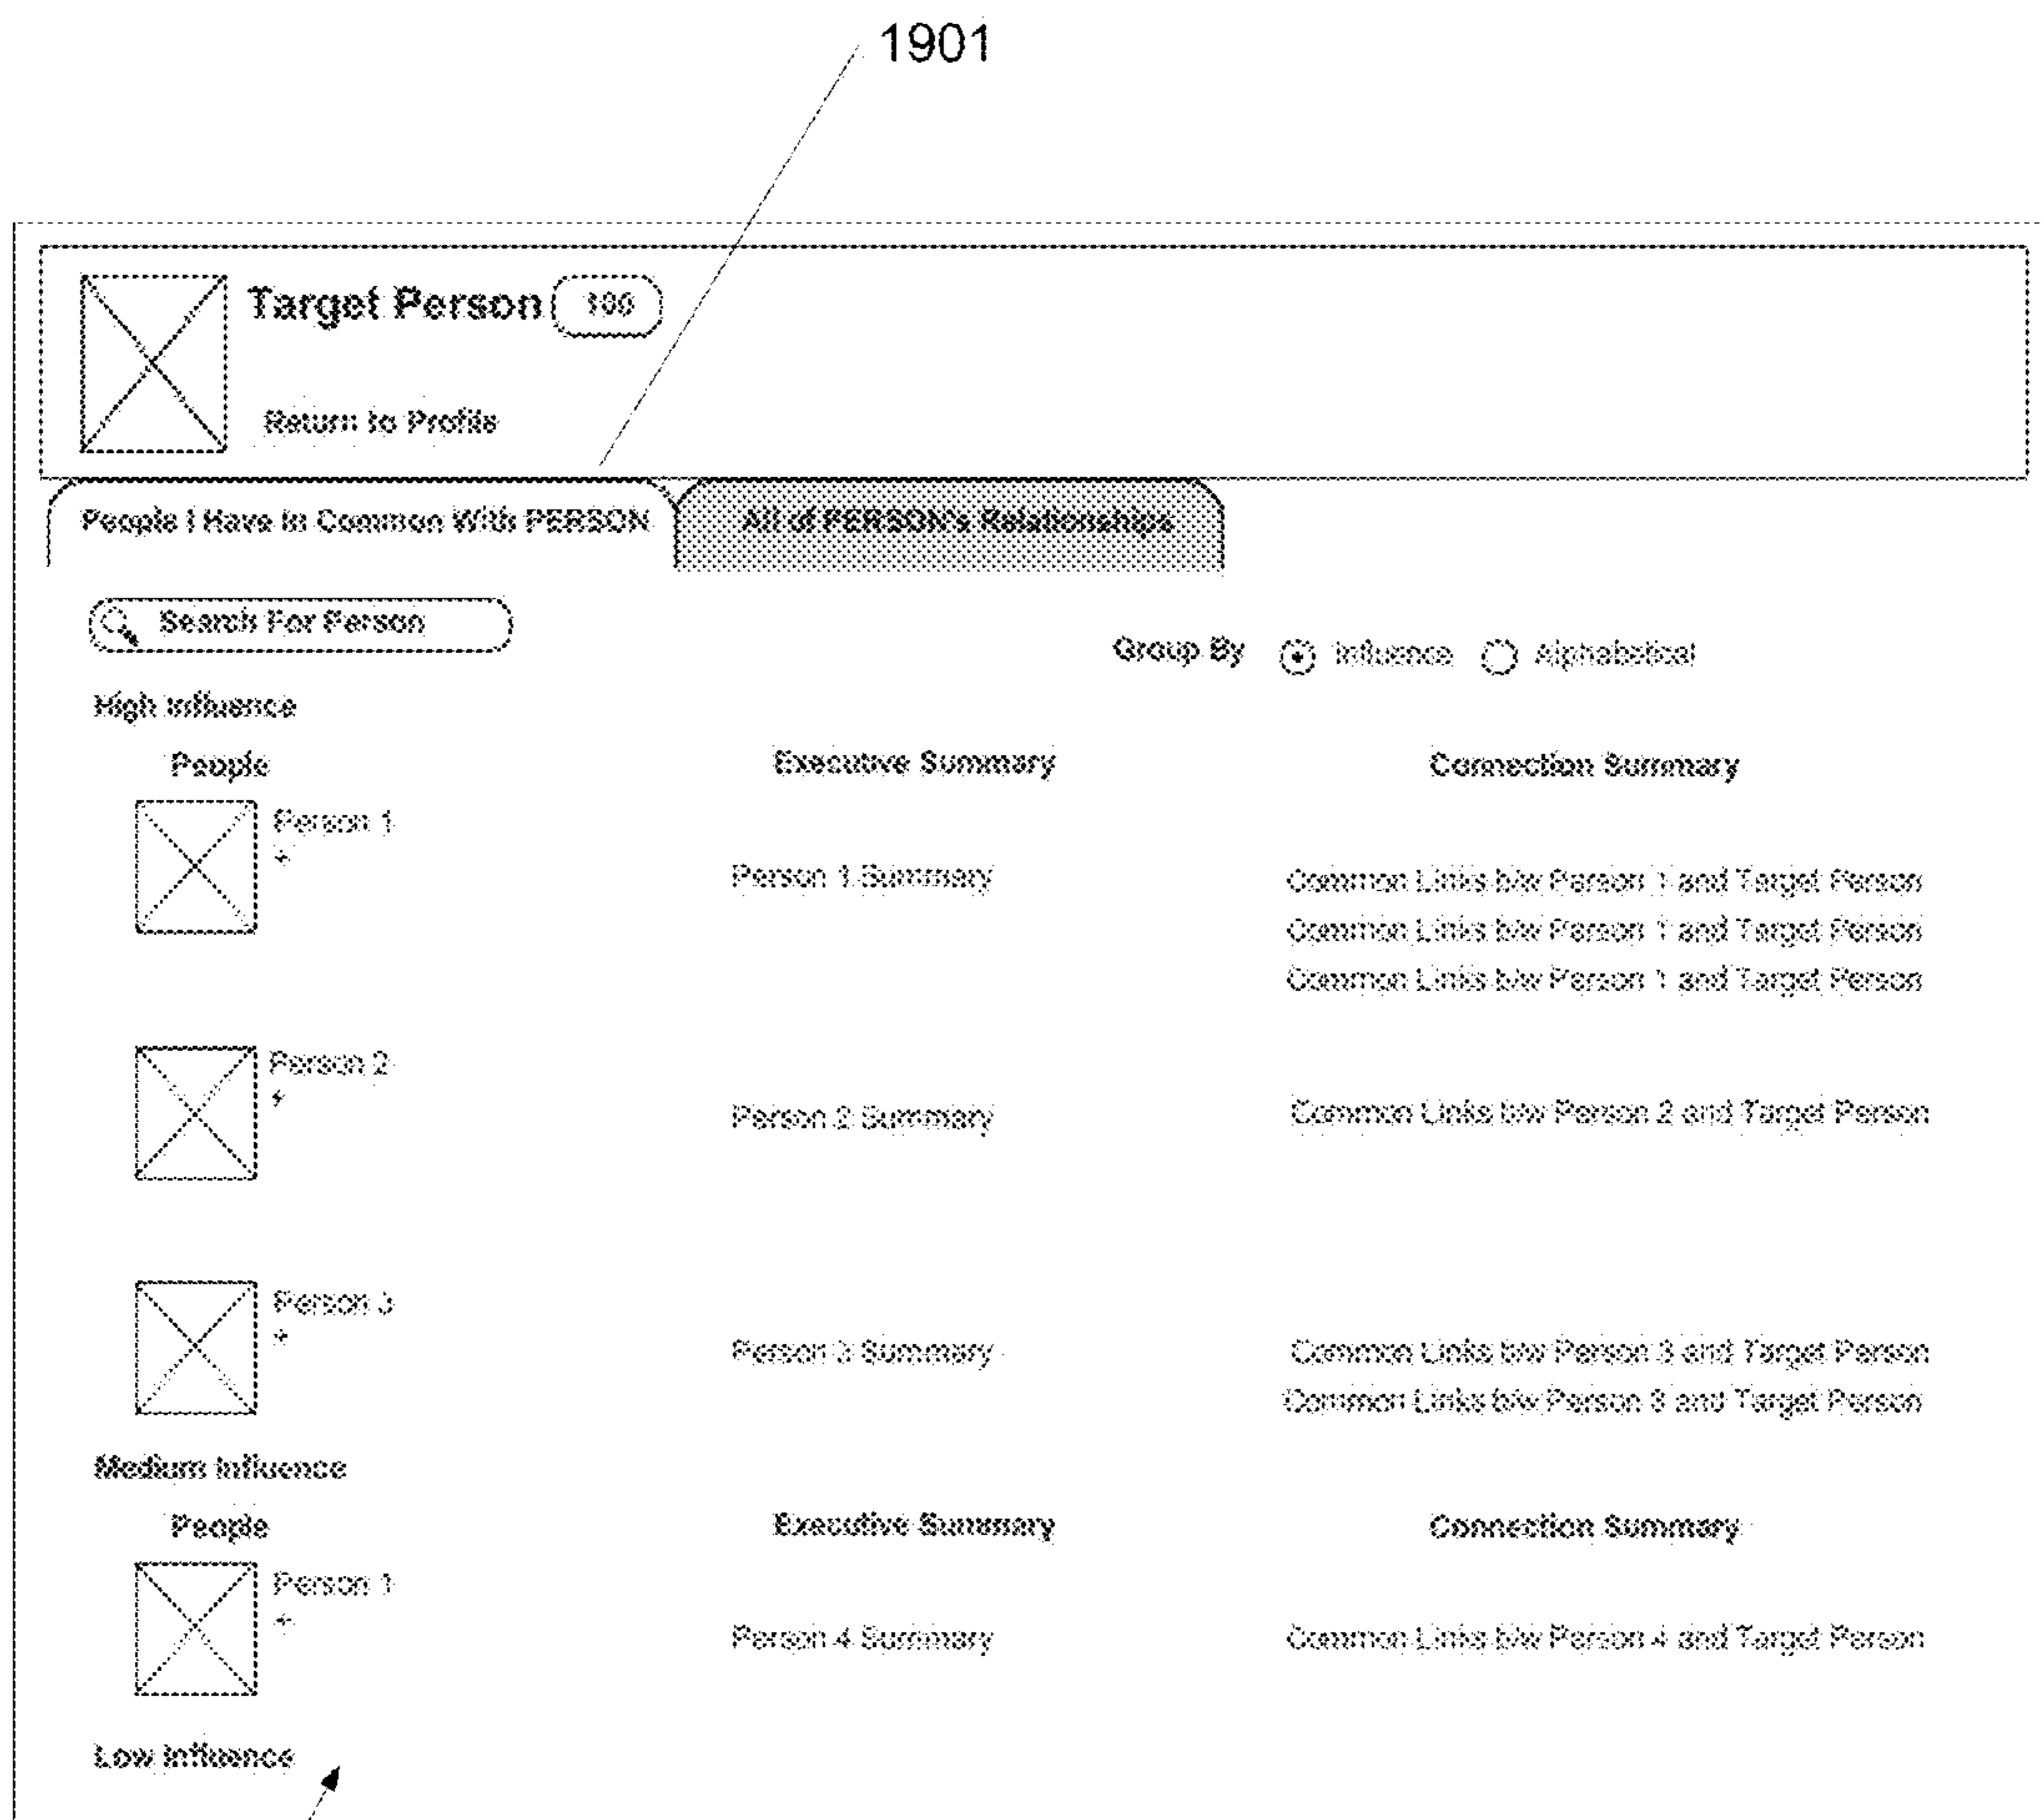 1901
Target Person 100
Return to Profile
People I Have In Common With PERSON All of PERSON's Relationships
Search For Person
Group By Influence Alphabetical
High Influence
People Executive Summary Connection Summary
Person 1
+
Person 1 Summary Common Links b/w Person 1 and Target Person
Common Links b/w Person 1 and Target Person
Common Links b/w Person 1 and Target Person
Person 2
+
Person 2 Summary Common Links b/w Person 2 and Target Person
Person 3
+
Person 3 Summary Common Links b/w Person 3 and Target Person
Common Links b/w Person 3 and Target Person
Medium Influence
People Executive Summary Connection Summary
Person 1
+
Person 4 Summary Common Links b/w Person 4 and Target Person
Low Influence